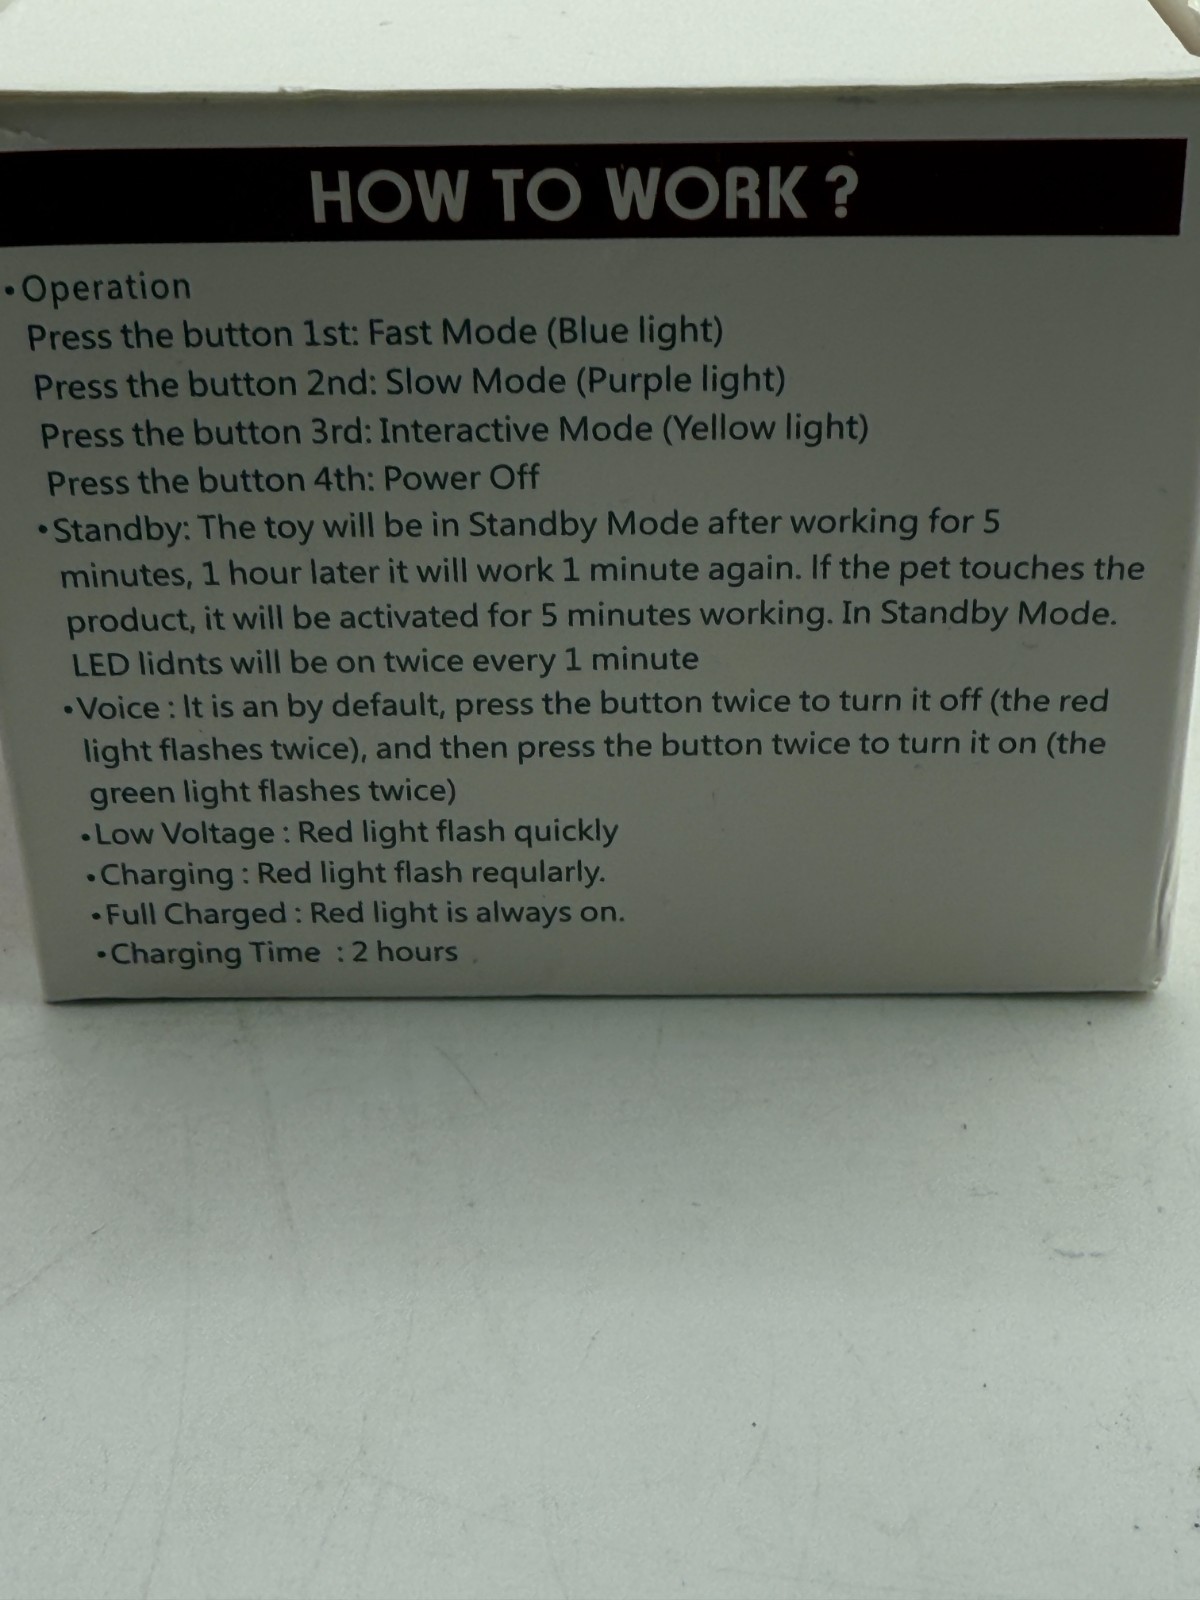 HOW TO WORK ?
•Operation
Press the button 1st: Fast Mode (Blue light)
Press the button 2nd: Slow Mode (Purple light)
Press the button 3rd: Interactive Mode (Yellow light)
Press the button 4th: Power Off
•Standby: The toy will be in Standby Mode after working for 5
minutes, 1 hour later it will work 1 minute again. If the pet touches the
product, it will be activated for 5 minutes working. In Standby Mode.
LED lidnts will be on twice every 1 minute
•Voice : It is an by default, press the button twice to turn it off (the red
light flashes twice), and then press the button twice to turn it on (the
green light flashes twice)
•Low Voltage : Red light flash quickly
•Charging : Red light flash reqularly.
•Full Charged : Red light is always on.
•Charging Time : 2 hours